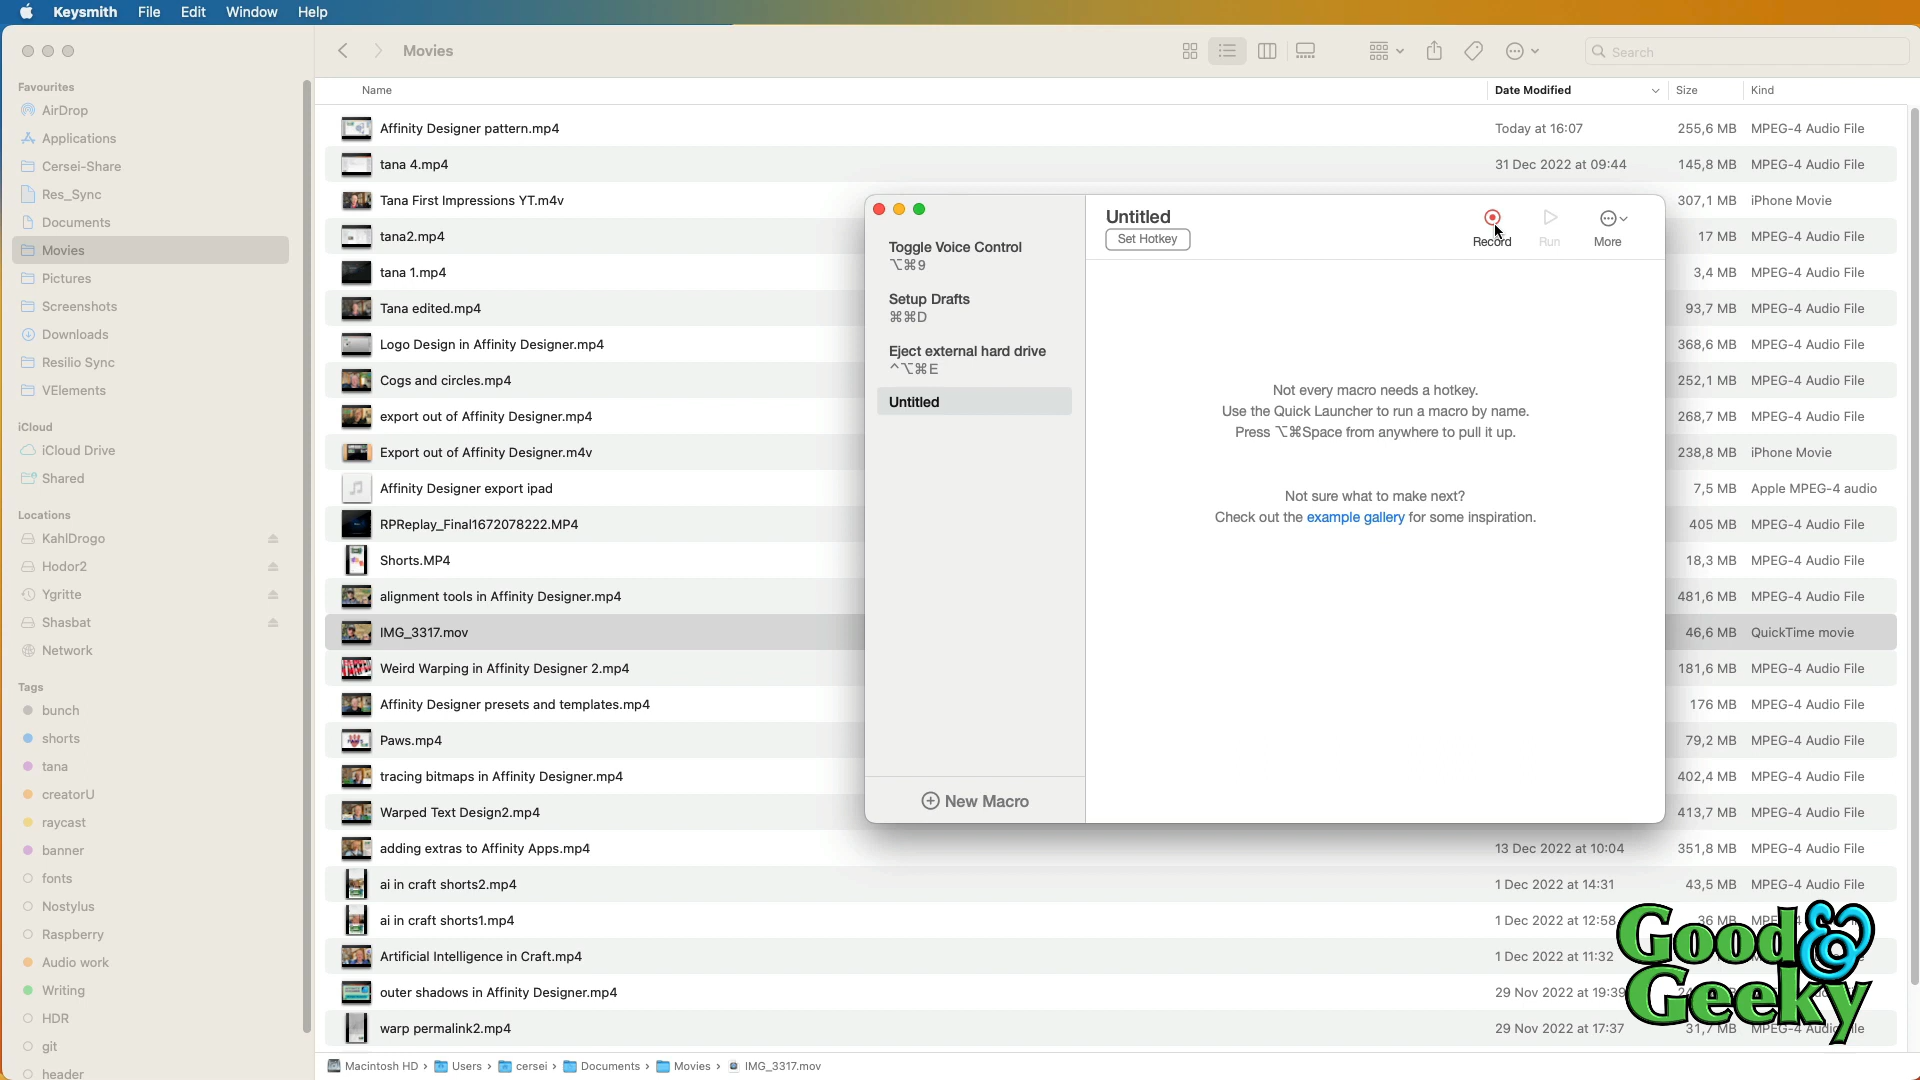 Keysmith File Edit Window Help
Movies
Search
Favourites
AirDrop
Applications
Cersei-Share
Res_Sync
Documents
Movies
Pictures
Screenshots
Downloads
Resilio Sync
VElements
iCloud
iCloud Drive
Shared
Locations
KahlDrogo
Hodor2
Ygritte
Shasbat
Network
Tags
bunch
shorts
tana
creatorU
raycast
banner
fonts
Nostylus
Raspberry
Audio work
Writing
HDR
git
header
Name Date Modified Size Kind
Affinity Designer pattern.mp4 Today at 16:07 255,6 MB MPEG-4 Audio File
tana 4.mp4 31 Dec 2022 at 09:44 145,8 MB MPEG-4 Audio File
Tana First Impressions YT.m4v 307,1 MB iPhone Movie
tana2.mp4 17 MB MPEG-4 Audio File
tana 1.mp4 3,4 MB MPEG-4 Audio File
Tana edited.mp4 93,7 MB MPEG-4 Audio File
Logo Design in Affinity Designer.mp4 368,6 MB MPEG-4 Audio File
Cogs and circles.mp4 252,1 MB MPEG-4 Audio File
export out of Affinity Designer.mp4 268,7 MB MPEG-4 Audio File
Export out of Affinity Designer.m4v 238,8 MB iPhone Movie
Affinity Designer export ipad 7,5 MB Apple MPEG-4 audio
RPReplay_Final1672078222.MP4 405 MB MPEG-4 Audio File
Shorts.MP4 18,3 MB MPEG-4 Audio File
alignment tools in Affinity Designer.mp4 481,6 MB MPEG-4 Audio File
IMG_3317.mov 46,6 MB QuickTime movie
Weird Warping in Affinity Designer 2.mp4 181,6 MB MPEG-4 Audio File
Affinity Designer presets and templates.mp4 176 MB MPEG-4 Audio File
Paws.mp4 79,2 MB MPEG-4 Audio File
tracing bitmaps in Affinity Designer.mp4 402,4 MB MPEG-4 Audio File
Warped Text Design2.mp4 413,7 MB MPEG-4 Audio File
adding extras to Affinity Apps.mp4 13 Dec 2022 at 10:04 351,8 MB MPEG-4 Audio File
ai in craft shorts2.mp4 1 Dec 2022 at 14:31 43,5 MB MPEG-4 Audio File
ai in craft shorts1.mp4 1 Dec 2022 at 12:58 36 MB
Artificial Intelligence in Craft.mp4 1 Dec 2022 at 11:32
outer shadows in Affinity Designer.mp4 29 Nov 2022 at 19:39
warp permalink2.mp4 29 Nov 2022 at 17:37 31,7 MB MPEG-4 Audio File
Macintosh HD › Users › cersei › Documents › Movies › IMG_3317.mov
Toggle Voice Control
⌥⌘9
Setup Drafts
⌘⌘D
Eject external hard drive
^⌥⌘E
Untitled
New Macro
Untitled
Set Hotkey
Record Run More
Not every macro needs a hotkey.
Use the Quick Launcher to run a macro by name.
Press ⌥⌘Space from anywhere to pull it up.
Not sure what to make next?
Check out the example gallery for some inspiration.
Good &
Geeky